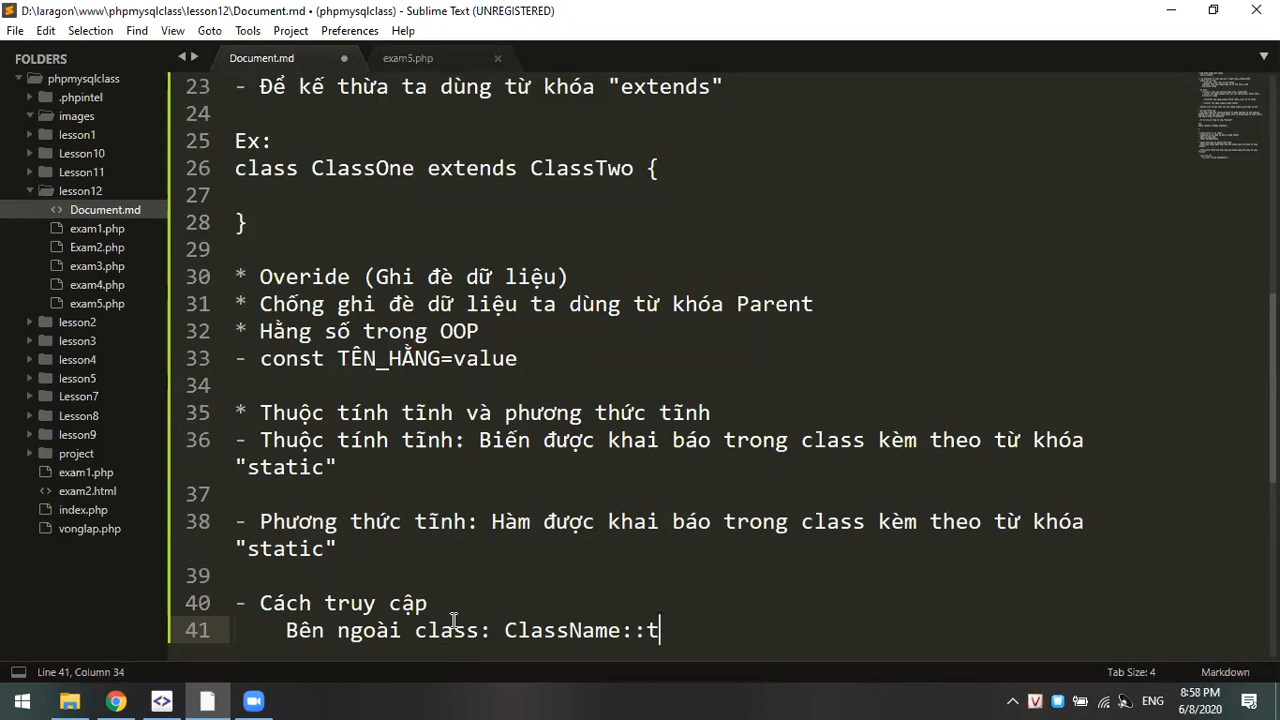 D:\laragon\www\phpmysqlclass\lesson12\Document.md • (phpmysqlclass) - Sublime Text (UNREGISTERED)
File Edit Selection Find View Goto Tools Project Preferences Help
FOLDERS
phpmysqlclass
.phpintel
images
lesson1
Lesson10
Lesson11
lesson12
Document.md
exam1.php
Exam2.php
exam3.php
exam4.php
exam5.php
lesson2
lesson3
lesson4
lesson5
Lesson7
Lesson8
lesson9
project
exam1.php
exam2.html
index.php
vonglap.php
Document.md exam5.php
23 - Để kế thừa ta dùng từ khóa "extends"
24
25 Ex:
26 class ClassOne extends ClassTwo {
27
28 }
29
30 * Overide (Ghi đè dữ liệu)
31 * Chống ghi đè dữ liệu ta dùng từ khóa Parent
32 * Hằng số trong OOP
33 - const TÊN_HẰNG=value
34
35 * Thuộc tính tĩnh và phương thức tĩnh
36 - Thuộc tính tĩnh: Biến được khai báo trong class kèm theo từ khóa
"static"
37
38 - Phương thức tĩnh: Hàm được khai báo trong class kèm theo từ khóa
"static"
39
40 - Cách truy cập
41 Bên ngoài class: ClassName::t
Line 41, Column 34 Tab Size: 4 Markdown
ENG
8:58 PM
6/8/2020